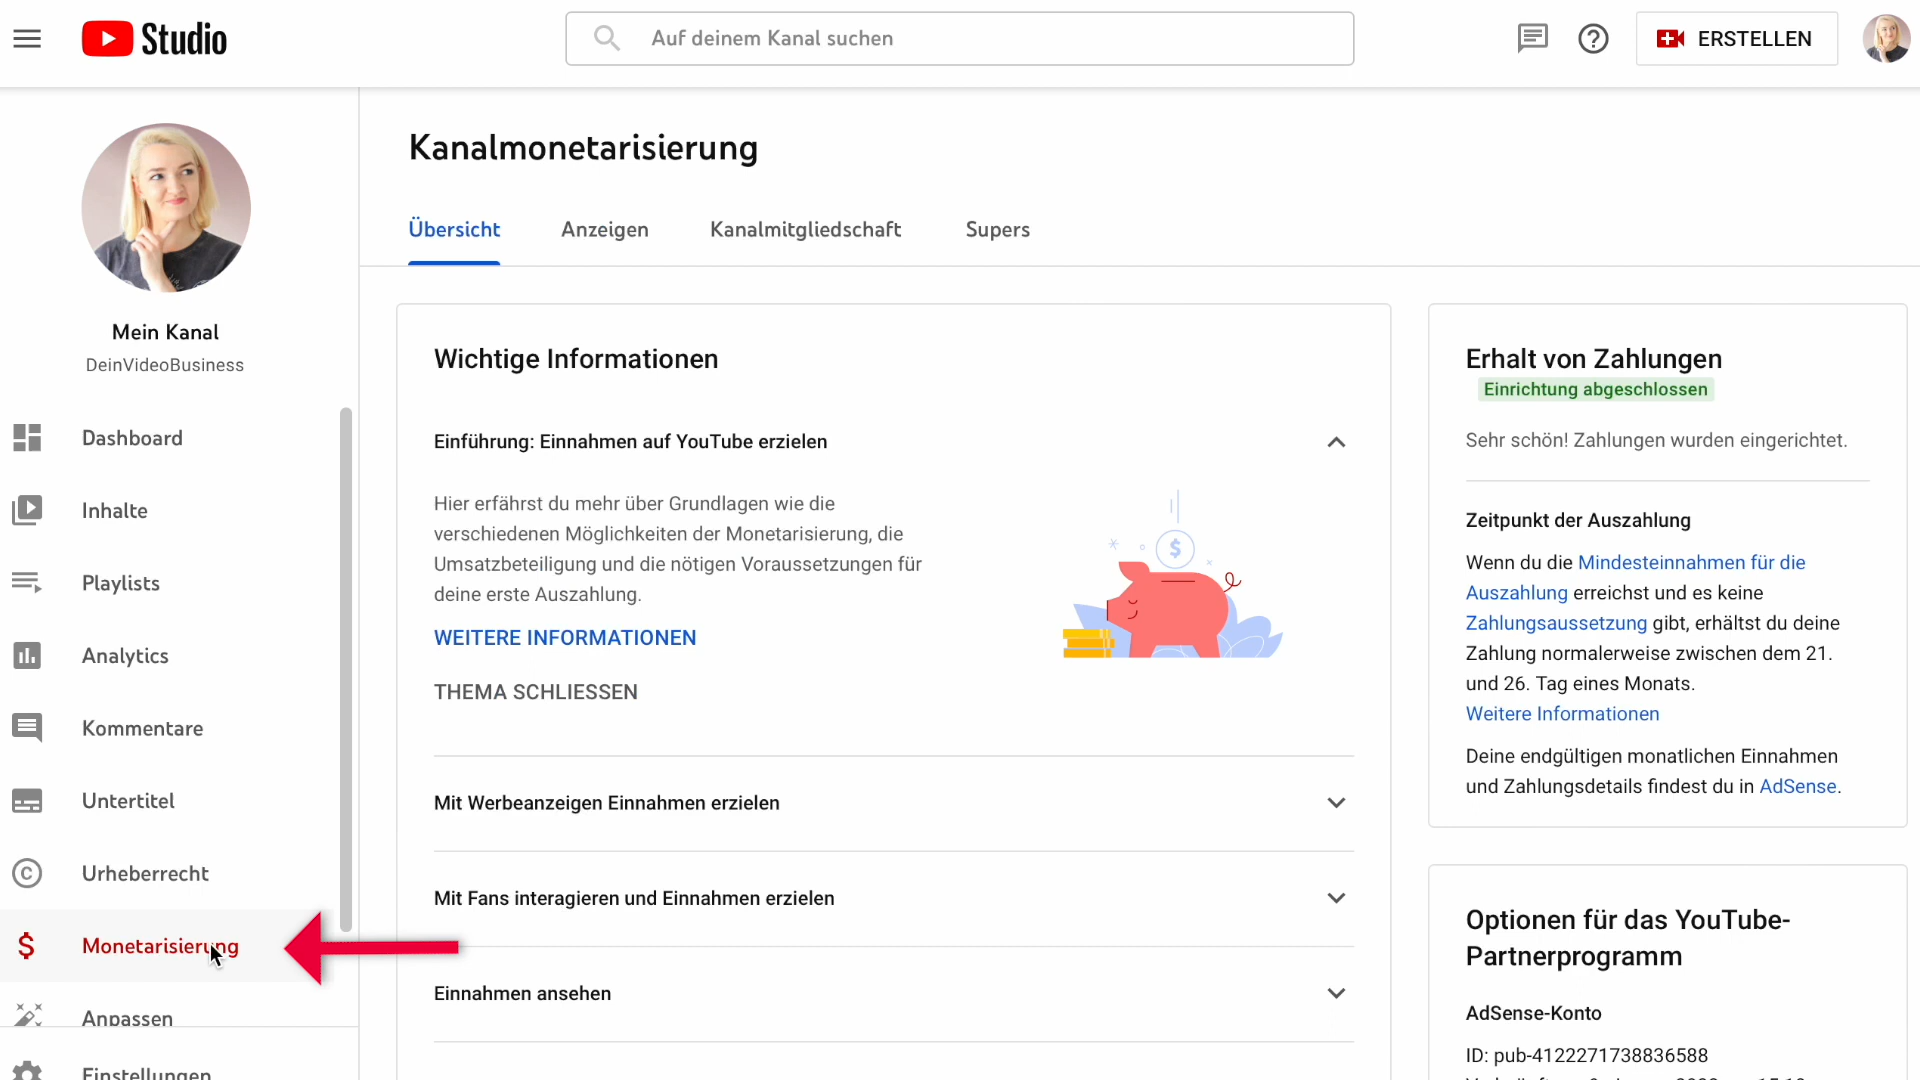 Studio
Auf deinem Kanal suchen
ERSTELLEN
Mein Kanal
DeinVideoBusiness
Dashboard
Inhalte
Playlists
Analytics
Kommentare
Untertitel
Urheberrecht
$ Monetarisierung
Anpassen
Einstellungen
Kanalmonetarisierung
Übersicht
Anzeigen
Kanalmitgliedschaft
Supers
Wichtige Informationen
Einführung: Einnahmen auf YouTube erzielen
Hier erfährst du mehr über Grundlagen wie die
verschiedenen Möglichkeiten der Monetarisierung, die
Umsatzbeteiligung und die nötigen Voraussetzungen für
deine erste Auszahlung.
WEITERE INFORMATIONEN
THEMA SCHLIESSEN
$
Mit Werbeanzeigen Einnahmen erzielen
Mit Fans interagieren und Einnahmen erzielen
Einnahmen ansehen
Erhalt von Zahlungen
Einrichtung abgeschlossen
Sehr schön! Zahlungen wurden eingerichtet.
Zeitpunkt der Auszahlung
Wenn du die Mindesteinnahmen für die
Auszahlung erreichst und es keine
Zahlungsaussetzung gibt, erhältst du deine
Zahlung normalerweise zwischen dem 21.
und 26. Tag eines Monats.
Weitere Informationen
Deine endgültigen monatlichen Einnahmen
und Zahlungsdetails findest du in AdSense.
Optionen für das YouTube-
Partnerprogramm
AdSense-Konto
ID: pub-4122271738836588